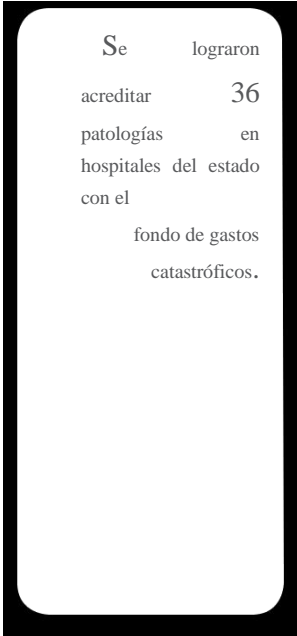 Se lograron
acreditar 36
patologías en
hospitales del estado
con el
fondo de gastos
catastróficos.